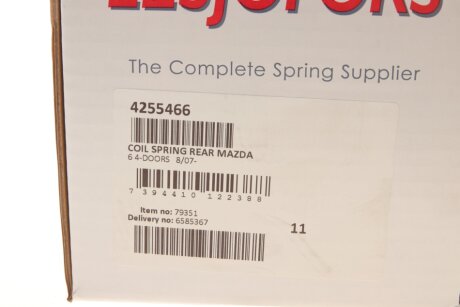 LESJÖFORS
The Complete Spring Supplier
4255466
COIL SPRING REAR MAZDA
6 4-DOORS 8/07-
7 394410 122388
Item no: 79351
Delivery no: 6585367
11